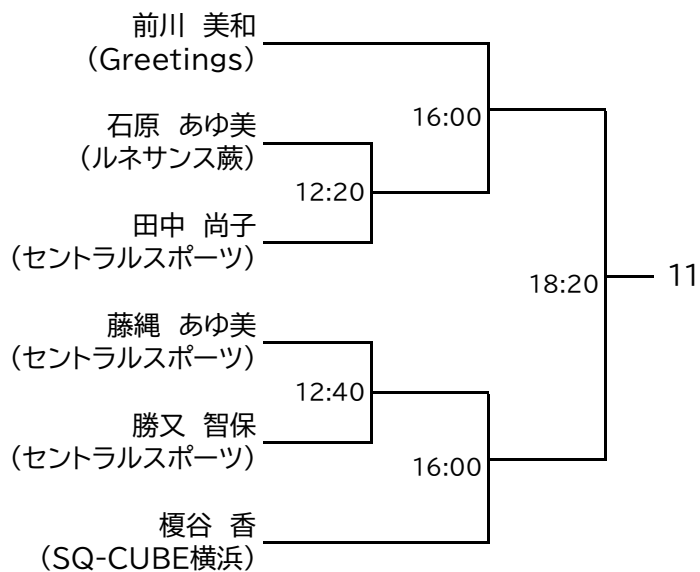 前川 美和
(Greetings)
16:00
石原 あゆ美
(ルネサンス蕨)
12:20
田中 尚子
(セントラルスポーツ)
18:20
11
藤縄 あゆ美
(セントラルスポーツ)
12:40
勝又 智保
(セントラルスポーツ)
16:00
榎谷 香
(SQ-CUBE横浜)